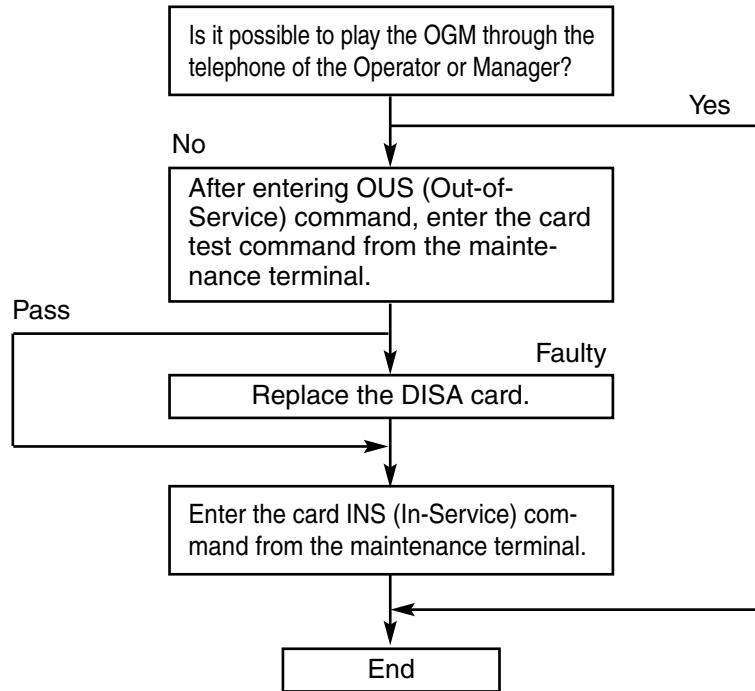 Is it possible to play the OGM through the
telephone of the Operator or Manager?
Yes
No
After entering OUS (Out-of-
Service) command, enter the card
test command from the mainte-
nance terminal.
Pass
Faulty
Replace the DISA card.
Enter the card INS (In-Service) com-
mand from the maintenance terminal.
End